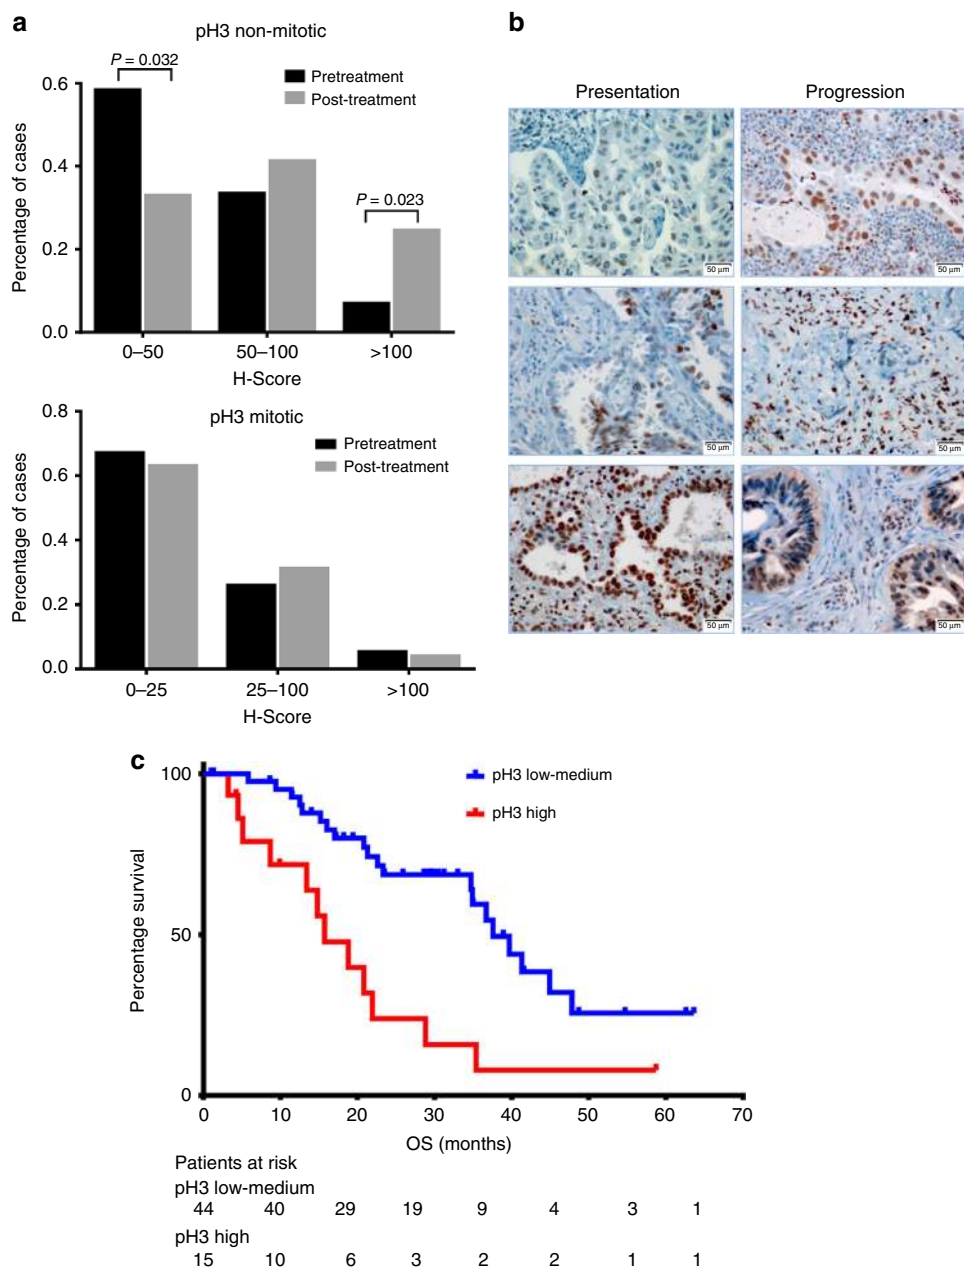 a
pH3 non-mitotic
P = 0.032
Pretreatment
Post-treatment
0.6
0.4
0.2
0.0
Percentage of cases
P = 0.023
0–50 50–100 >100
H-Score
pH3 mitotic
Pretreatment
Post-treatment
0.8
0.6
0.4
0.2
0.0
Percentage of cases
0–25 25–100 >100
H-Score
b
Presentation Progression
50 μm 50 μm
50 μm 50 μm
50 μm 50 μm
c
pH3 low-medium
pH3 high
100
50
0
Percentage survival
0 10 20 30 40 50 60 70
OS (months)
Patients at risk
pH3 low-medium
44 40 29 19 9 4 3 1
pH3 high
15 10 6 3 2 2 1 1